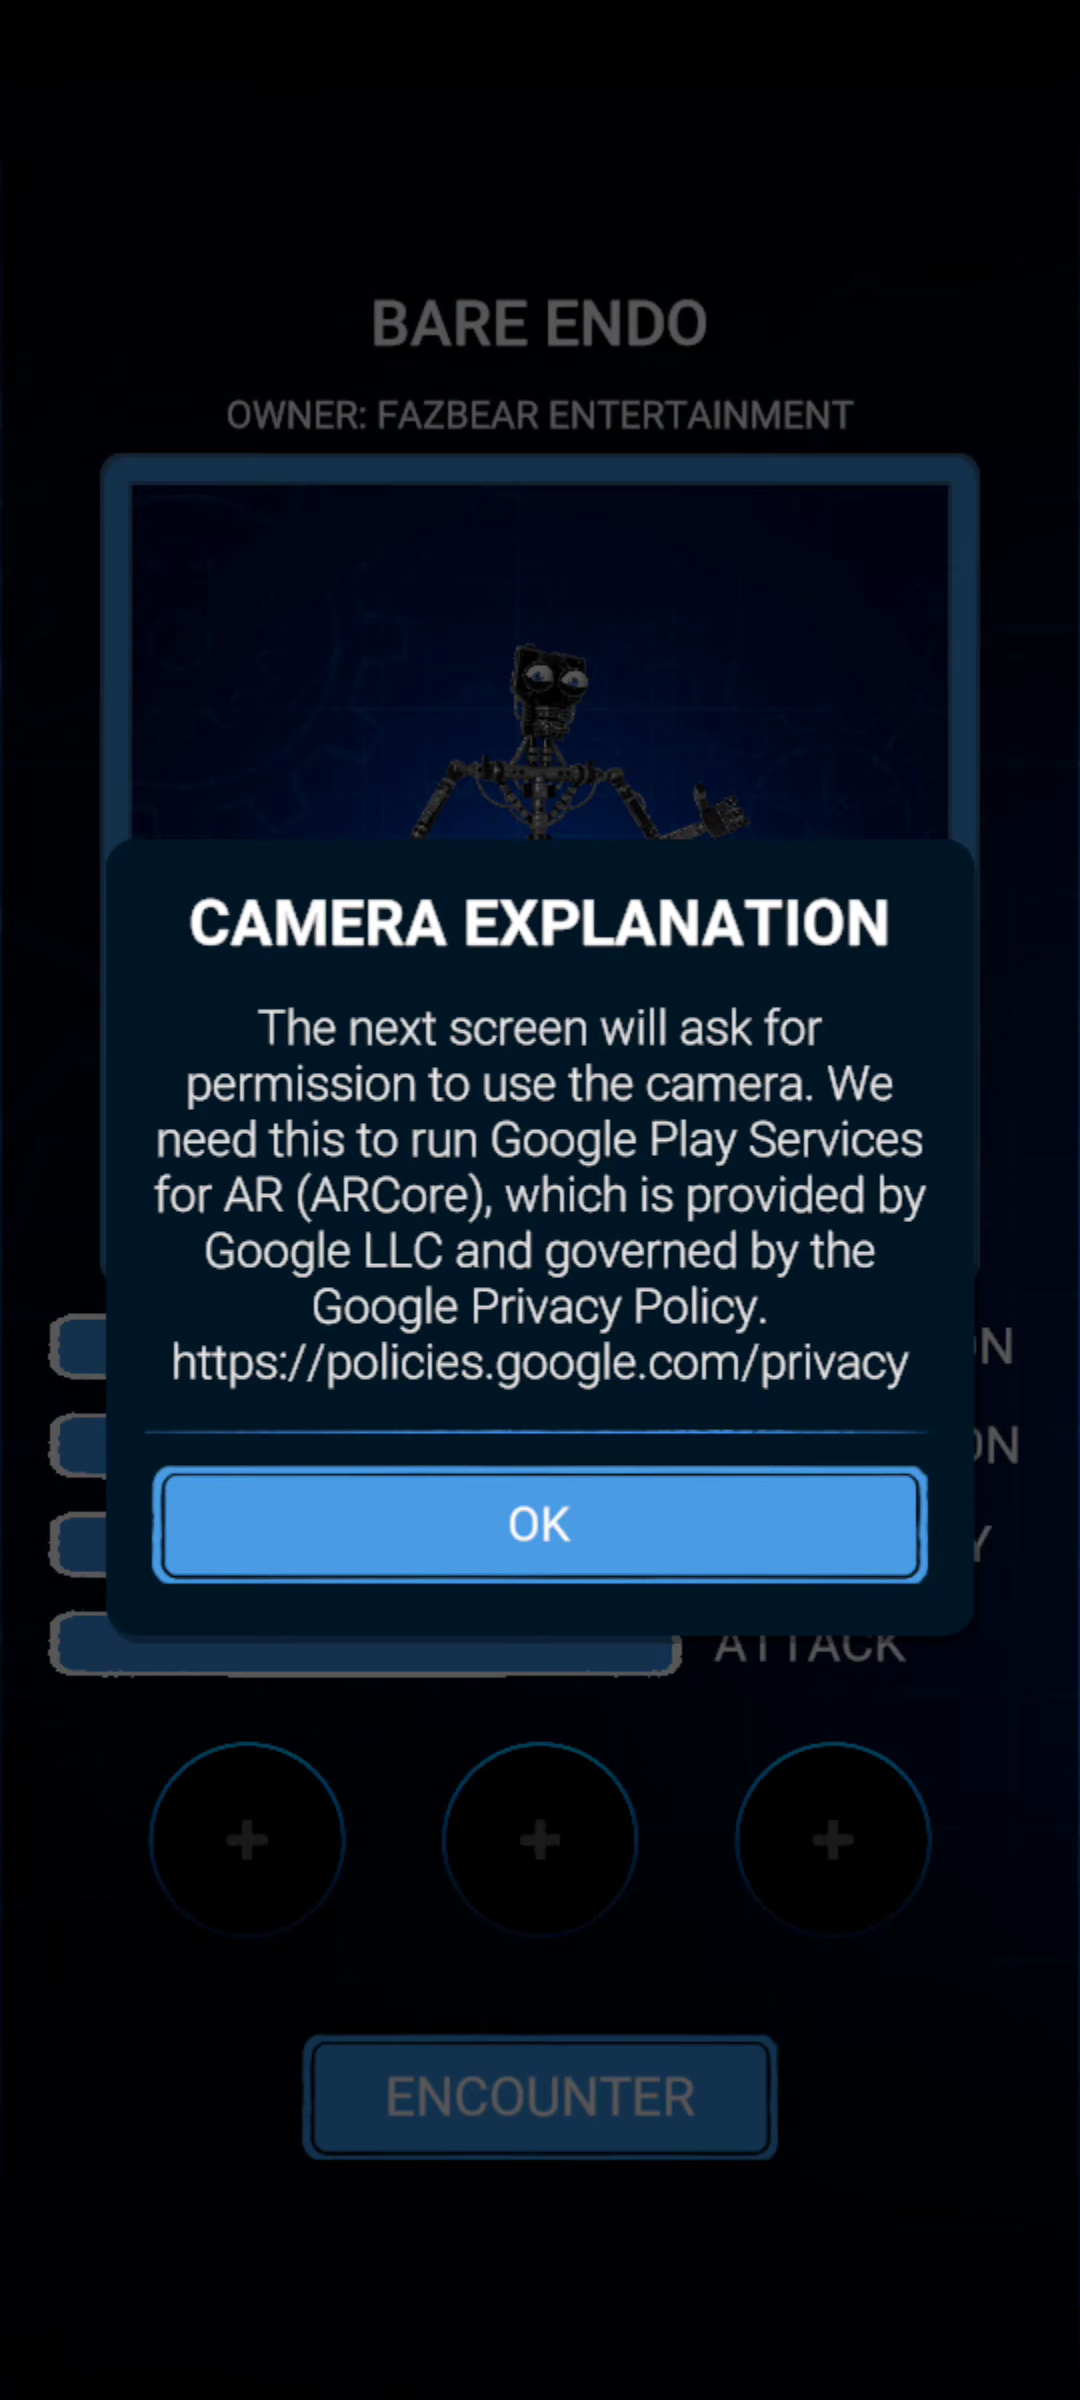 BARE ENDO
OWNER: FAZBEAR ENTERTAINMENT
CAMERA EXPLANATION
The next screen will ask for
permission to use the camera. We
need this to run Google Play Services
for AR (ARCore), which is provided by
Google LLC and governed by the
Google Privacy Policy.
https://policies.google.com/privacy
OK
ATTACK
+ + +
ENCOUNTER